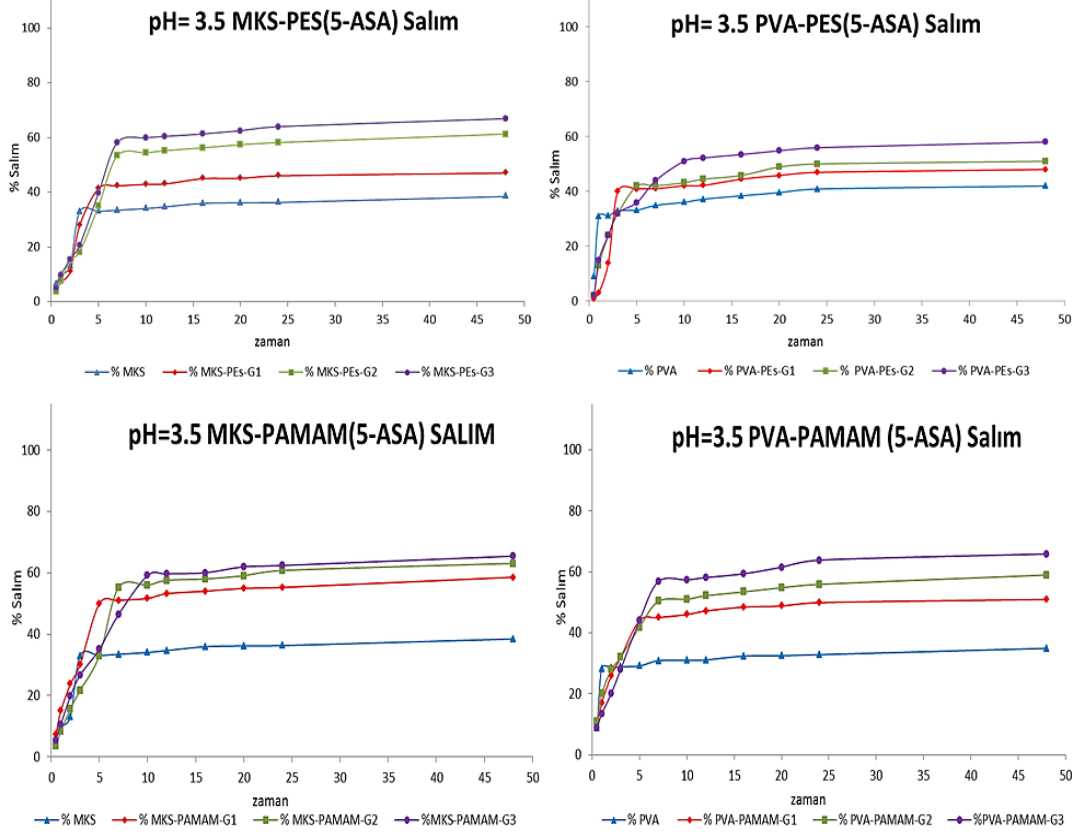 pH= 3.5 MKS-PES(5-ASA) Salım
100
80
60
40
20
0
% Salım
0 5 10 15 20 25 30 35 40 45 50
zaman
% MKS % MKS-PEs-G1 % MKS-PEs-G2 % MKS-PEs-G3
pH= 3.5 PVA-PES(5-ASA) Salım
100
80
60
40
20
0
% Salım
0 5 10 15 20 25 30 35 40 45 50
zaman
% PVA % PVA-PEs-G1 % PVA-PEs-G2 % PVA-PEs-G3
pH=3.5 MKS-PAMAM(5-ASA) SALIM
100
80
60
40
20
0
% Salım
0 5 10 15 20 25 30 35 40 45 50
zaman
% MKS % MKS-PAMAM-G1 % MKS-PAMAM-G2 %MKS-PAMAM-G3
pH=3.5 PVA-PAMAM (5-ASA) Salım
100
80
60
40
20
0
% Salım
0 5 10 15 20 25 30 35 40 45 50
zaman
% PVA % PVA-PAMAM-G1 % PVA-PAMAM-G2 %PVA-PAMAM-G3